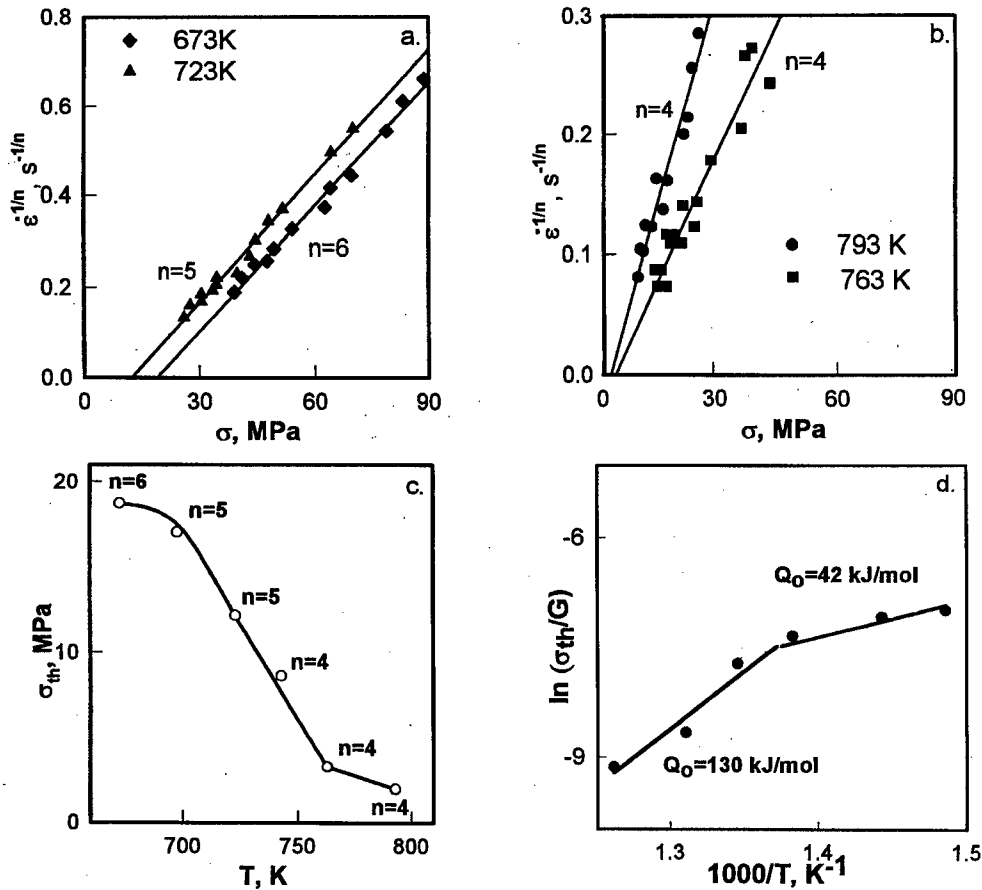 a.
673K
723K
0.8
0.6
0.4
0.2
0.0
ε̇^1/n, s^-1/n
n=5
n=6
0
30
60
90
σ, MPa
b.
0.3
0.2
0.1
0.0
ε̇^1/n, s^-1/n
n=4
n=4
793 K
763 K
0
30
60
90
σ, MPa
c.
20
10
0
σth, MPa
n=6
n=5
n=5
n=4
n=4
n=4
700
750
800
T, K
d.
-6
-9
ln (σth/G)
Qo=42 kJ/mol
Qo=130 kJ/mol
1.3
1.4
1.5
1000/T, K^-1